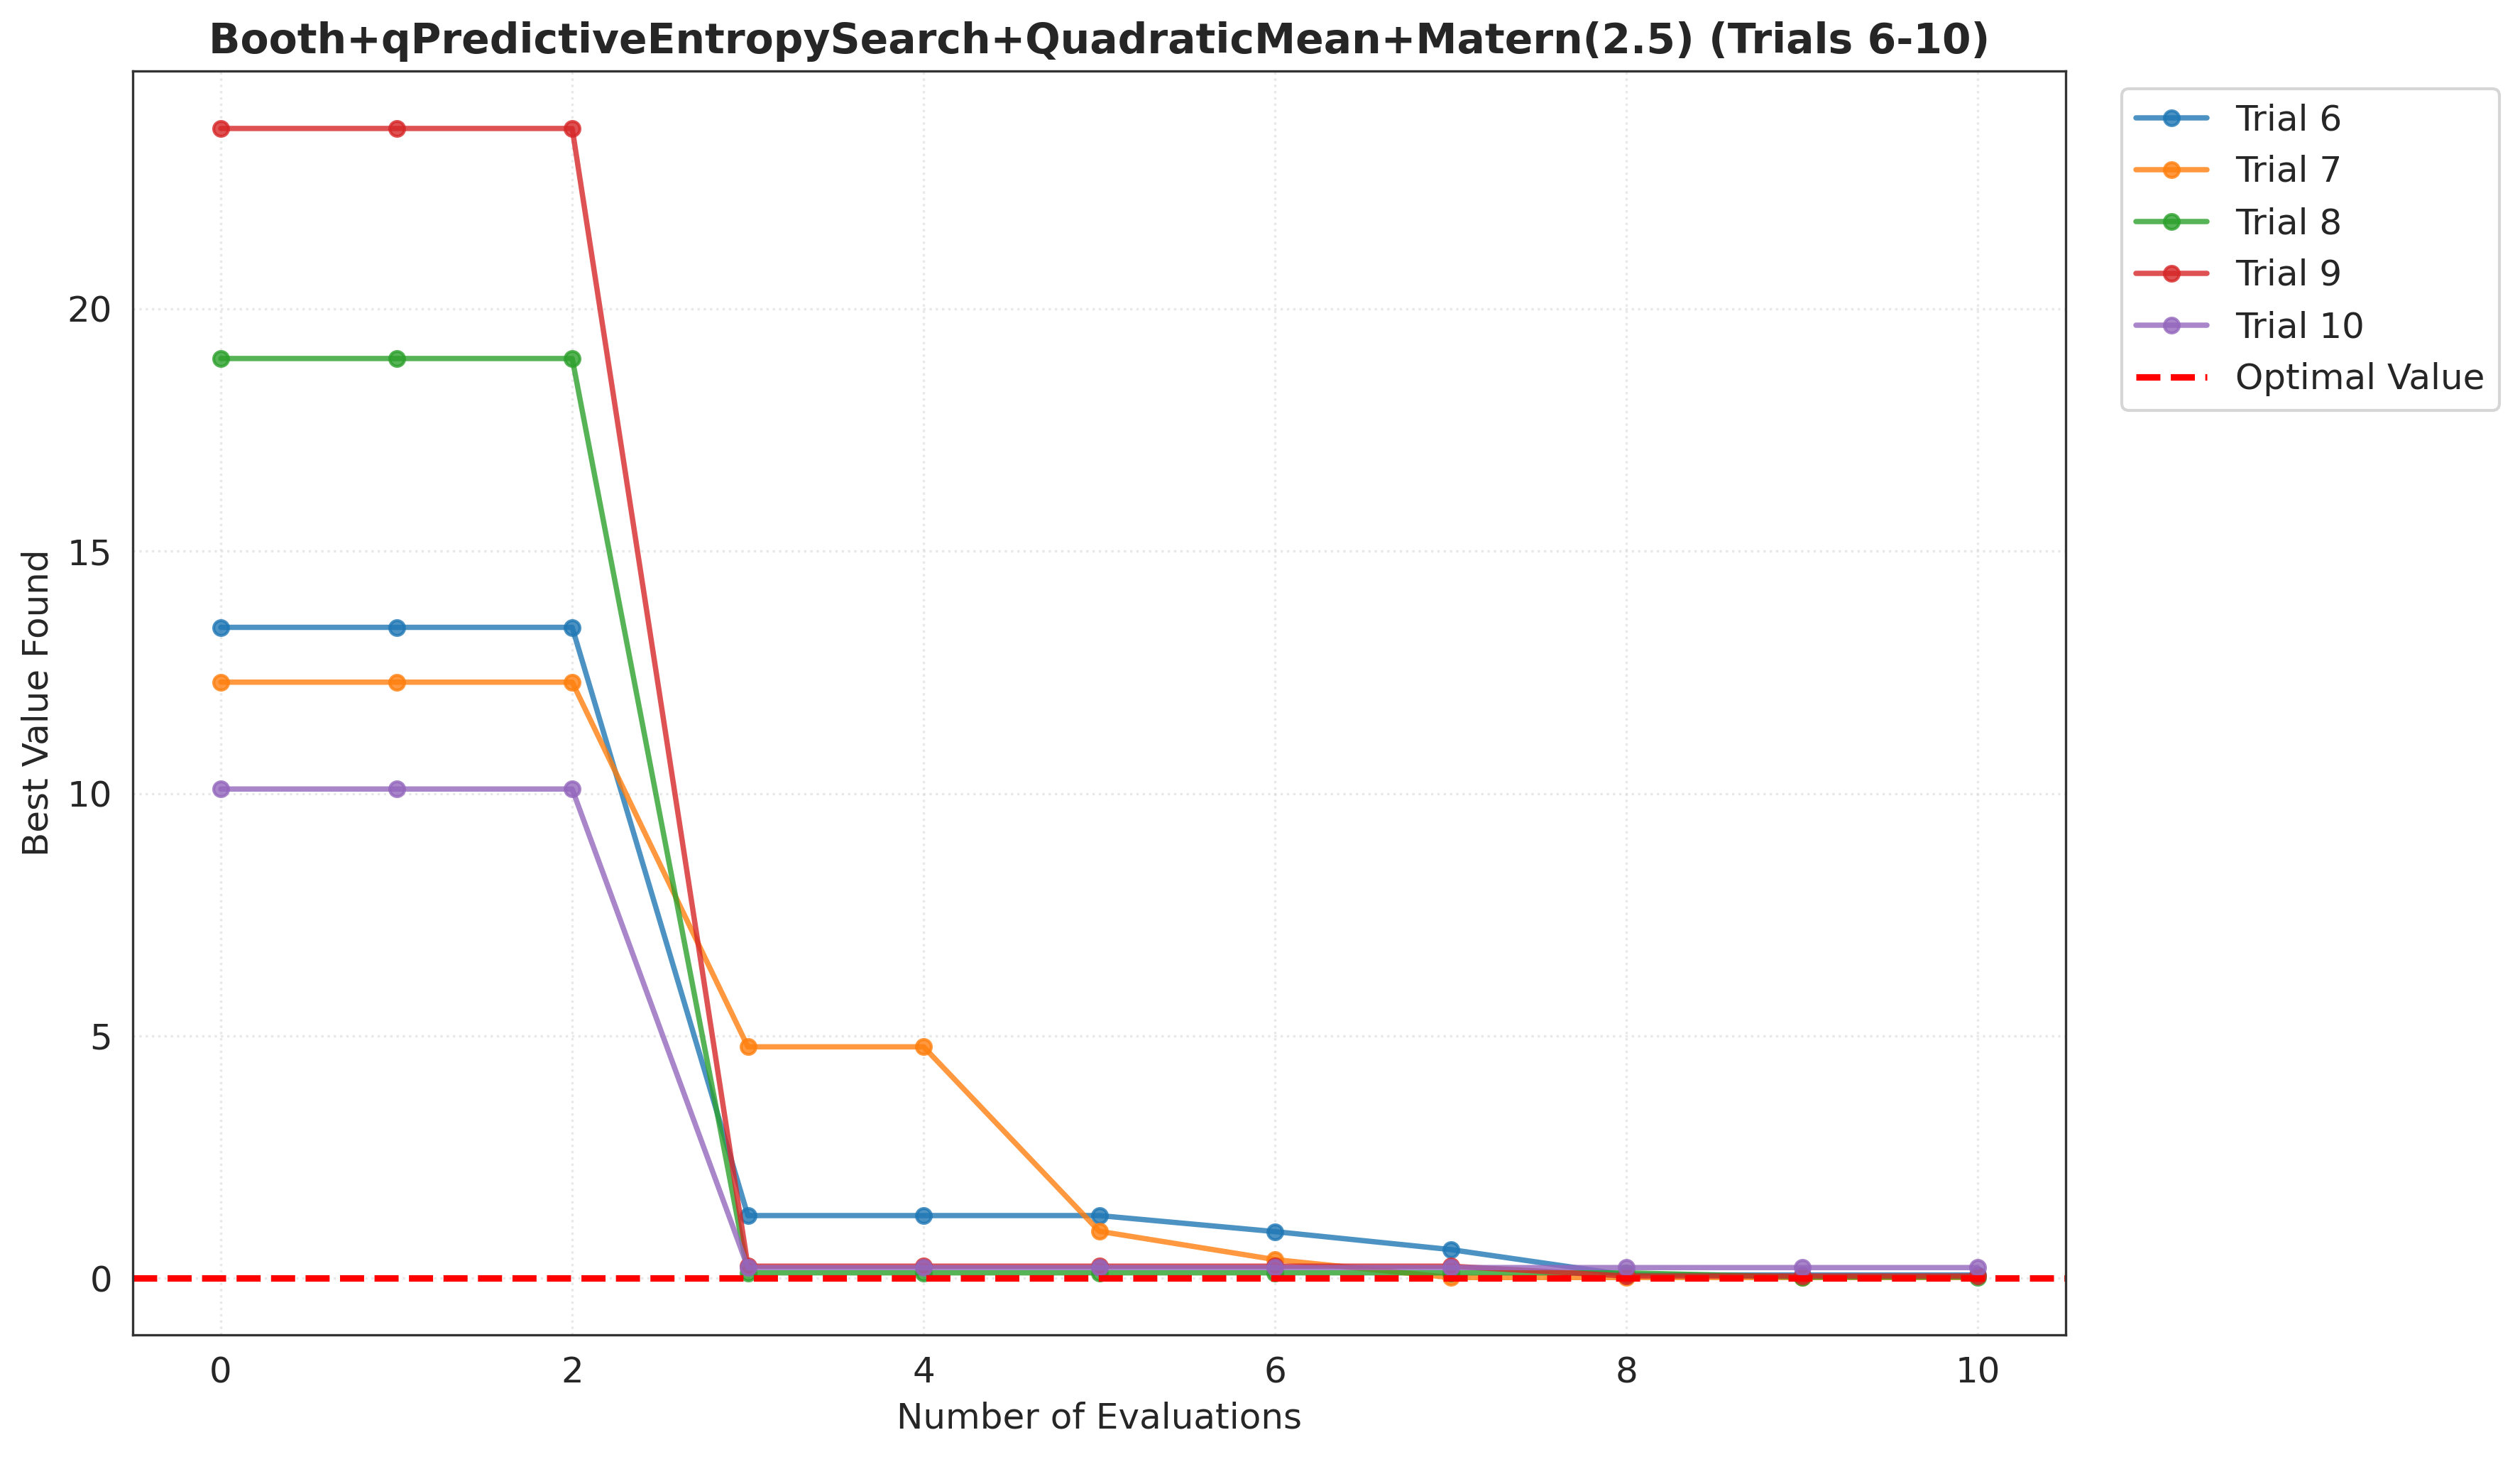 Booth+qPredictiveEntropySearch+QuadraticMean+Matern(2.5) (Trials 6-10)
Trial 6
Trial 7
Trial 8
Trial 9
Trial 10
Optimal Value
Best Value Found
20
15
10
5
0
0 2 4 6 8 10
Number of Evaluations